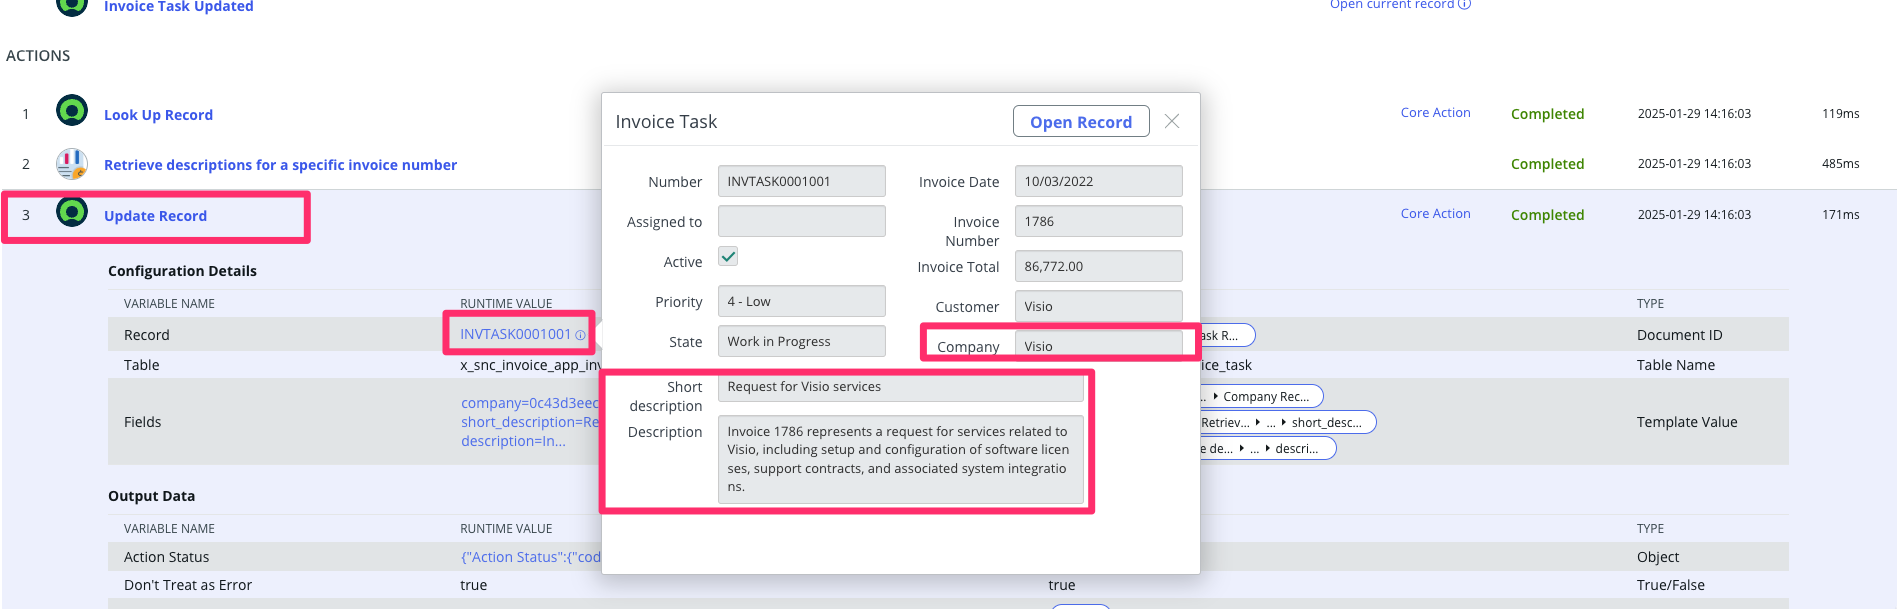 Invoice Task Updated
Open current record
ACTIONS
1 Look Up Record Core Action Completed 2025-01-29 14:16:03 119ms
2 Retrieve descriptions for a specific invoice number Completed 2025-01-29 14:16:03 485ms
3 Update Record Core Action Completed 2025-01-29 14:16:03 171ms
Configuration Details
VARIABLE NAME RUNTIME VALUE TYPE
Record INVTASK0001001 ask R... Document ID
Table x_snc_invoice_app_inv ice_task Table Name
Fields
company=0c43d3eec
short_description=Re
description=In...
.. ▸ Company Rec...
Retriev... ▸ ... ▸ short_desc...
e de... ▸ ... ▸ descri...
Template Value
Output Data
VARIABLE NAME RUNTIME VALUE TYPE
Action Status {"Action Status":{"cod Object
Don't Treat as Error true true True/False
Invoice Task
Open Record
Number INVTASK0001001
Assigned to
Active
Priority 4 - Low
State Work in Progress
Invoice Date 10/03/2022
Invoice
Number
1786
Invoice Total 86,772.00
Customer Visio
Company Visio
Short
description
Request for Visio services
Description
Invoice 1786 represents a request for services related to
Visio, including setup and configuration of software licen
ses, support contracts, and associated system integratio
ns.